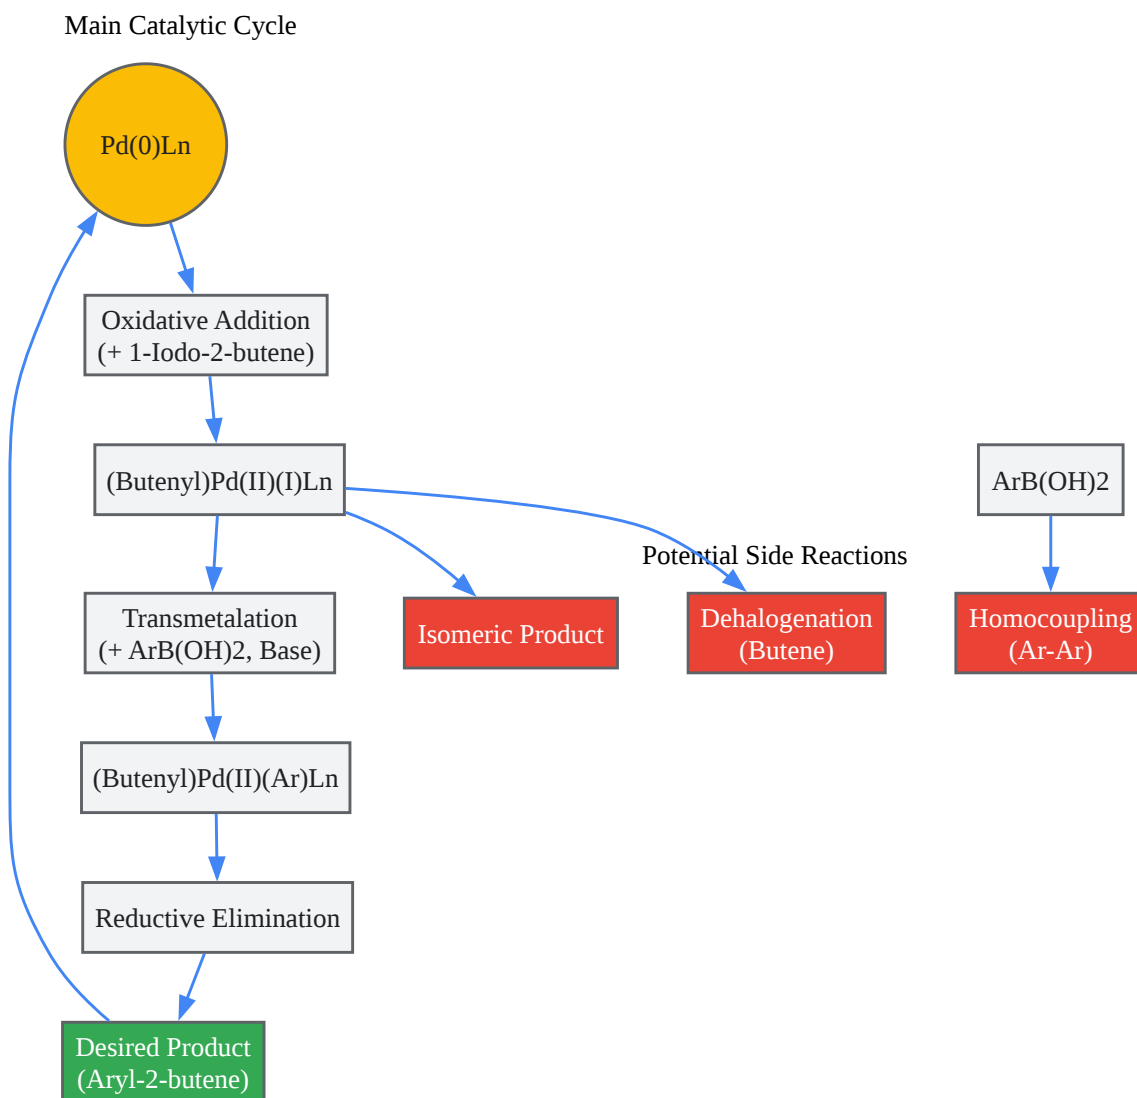 Main Catalytic Cycle
Pd(0)Ln
Oxidative Addition
(+ 1-Iodo-2-butene)
(Butenyl)Pd(II)(I)Ln
ArB(OH)2
Potential Side Reactions
Transmetalation
(+ ArB(OH)2, Base)
Isomeric Product
Dehalogenation
(Butene)
Homocoupling
(Ar-Ar)
(Butenyl)Pd(II)(Ar)Ln
Reductive Elimination
Desired Product
(Aryl-2-butene)